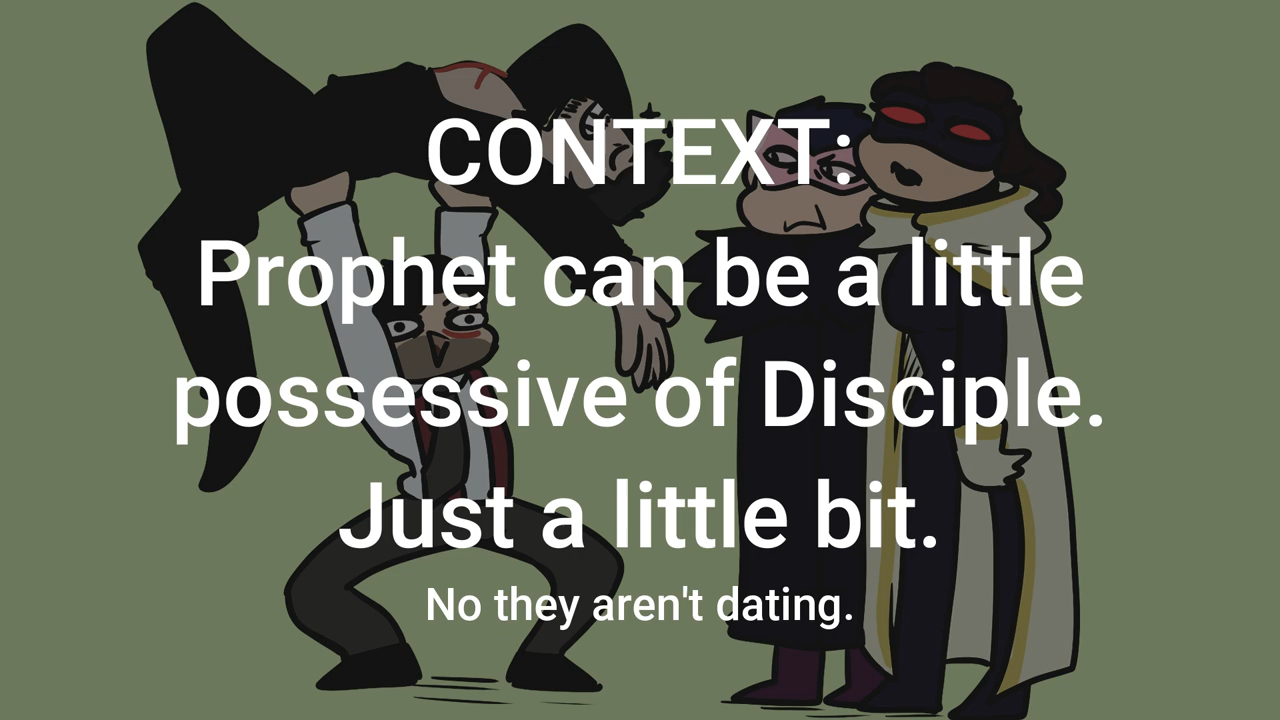 CONTEXT:
Prophet can be a little
possessive of Disciple.
Just a little bit.
No they aren't dating.